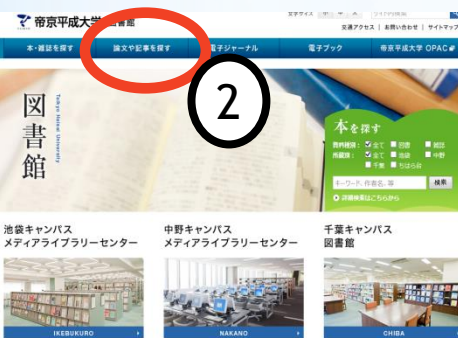 帝京平成大学 図書館
文字サイズ 小 中 大
交通アクセス | お問い合わせ | サイトマップ
本・雑誌を探す
論文や記事を探す
電子ジャーナル
電子ブック
帝京平成大学 OPAC
2
図書館
Teikyo Heisei University
本を探す
資料種別： 全て 図書 雑誌
所蔵館： 全て 池袋 中野
千葉 ちはら台
キーワード、作者名、等
検索
詳細検索はこちらから
池袋キャンパス
メディアライブラリーセンター
中野キャンパス
メディアライブラリーセンター
千葉キャンパス
図書館
IKEBUKURO
NAKANO
CHIBA